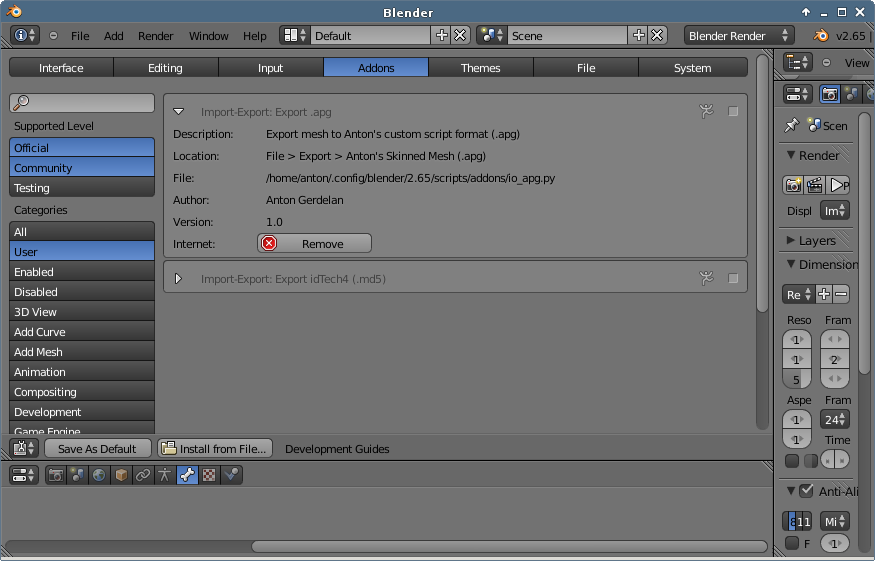 Blender
File Add Render Window Help Default Scene Blender Render v2.65 |
Interface Editing Input Addons Themes File System
View
Supported Level
Official
Community
Testing
Categories
All
User
Enabled
Disabled
3D View
Add Curve
Add Mesh
Animation
Compositing
Development
Game Engine
Import-Export: Export .apg
Description: Export mesh to Anton's custom script format (.apg)
Location: File > Export > Anton's Skinned Mesh (.apg)
File: /home/anton/.config/blender/2.65/scripts/addons/io_apg.py
Author: Anton Gerdelan
Version: 1.0
Internet: Remove
Import-Export: Export idTech4 (.md5)
Save As Default Install from File... Development Guides
Scen
Render
P
Displ Im
Layers
Dimension
Re
Reso Fram
1
1 2
5
Aspe Fram
1 24
1 Time
Anti-Ali
8 11 Mi
F 1